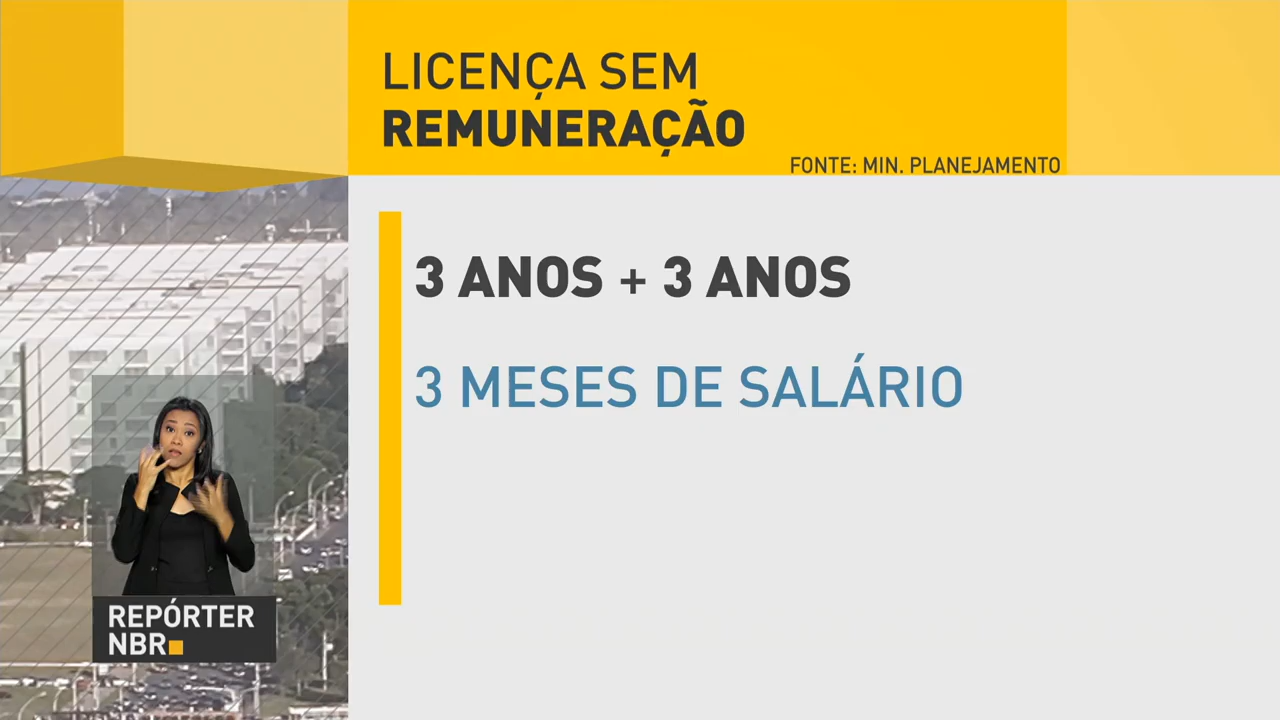 LICENÇA SEM
REMUNERAÇÃO
FONTE: MIN. PLANEJAMENTO
3 ANOS + 3 ANOS
3 MESES DE SALÁRIO
REPÓRTER
NBR